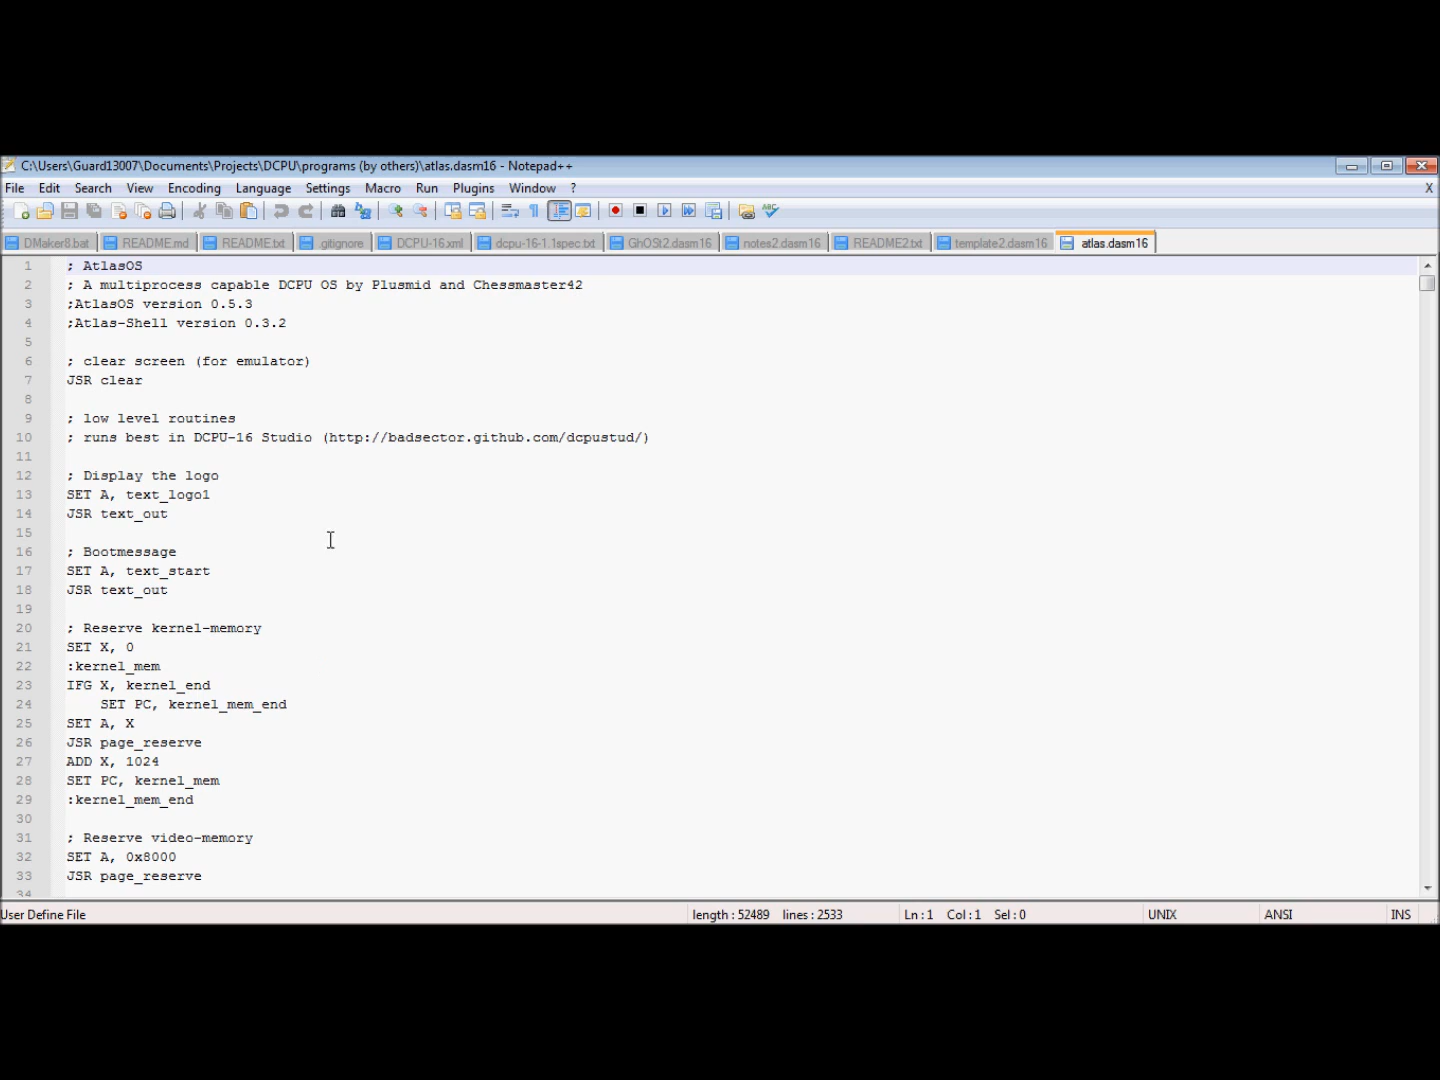 C:\Users\Guard13007\Documents\Projects\DCPU\programs (by others)\atlas.dasm16 - Notepad++
File Edit Search View Encoding Language Settings Macro Run Plugins Window ? X
DMaker8.bat README.md README.txt .gitignore DCPU-16.xml dcpu-16-1.1spec.txt GhOSt2.dasm16 notes2.dasm16 README2.txt template2.dasm16 atlas.dasm16
1 ; AtlasOS
2 ; A multiprocess capable DCPU OS by Plusmid and Chessmaster42
3 ;AtlasOS version 0.5.3
4 ;Atlas-Shell version 0.3.2
5
6 ; clear screen (for emulator)
7 JSR clear
8
9 ; low level routines
10 ; runs best in DCPU-16 Studio (http://badsector.github.com/dcpustud/)
11
12 ; Display the logo
13 SET A, text_logo1
14 JSR text_out
15
16 ; Bootmessage
17 SET A, text_start
18 JSR text_out
19
20 ; Reserve kernel-memory
21 SET X, 0
22 :kernel_mem
23 IFG X, kernel_end
24 SET PC, kernel_mem_end
25 SET A, X
26 JSR page_reserve
27 ADD X, 1024
28 SET PC, kernel_mem
29 :kernel_mem_end
30
31 ; Reserve video-memory
32 SET A, 0x8000
33 JSR page_reserve
34
User Define File length : 52489 lines : 2533 Ln : 1 Col : 1 Sel : 0 UNIX ANSI INS